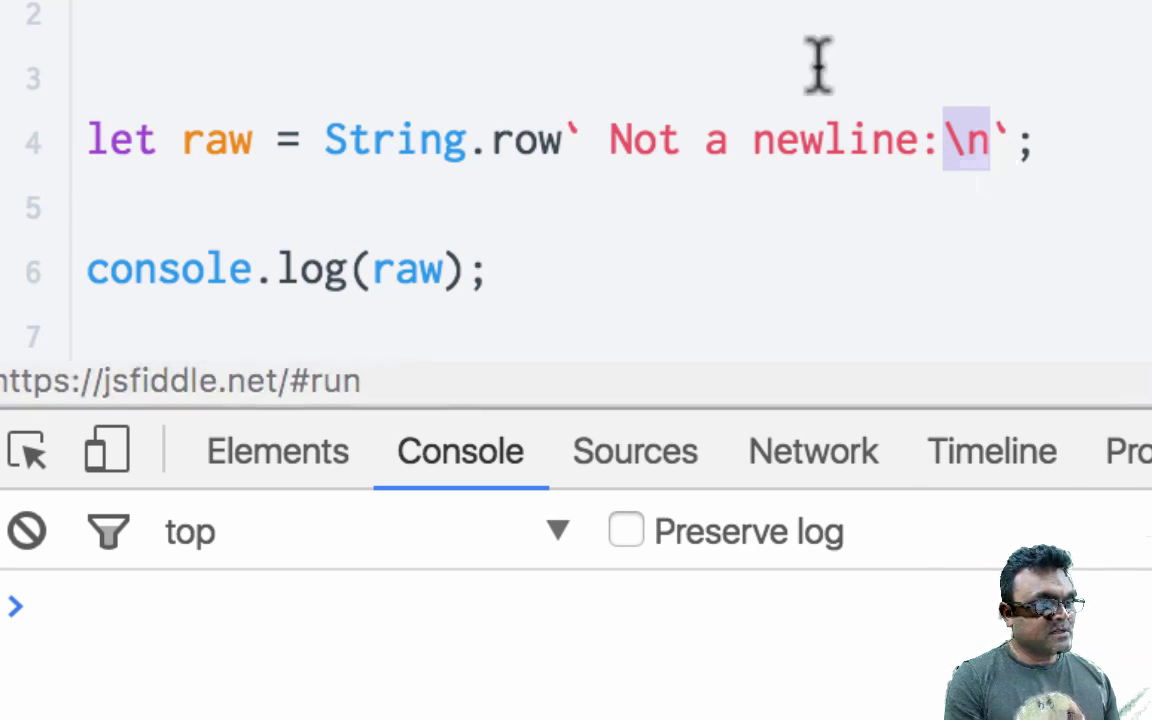 2
3
4 let raw = String.row` Not a newline:\n`;
5
6 console.log(raw);
7
https://jsfiddle.net/#run
Elements Console Sources Network Timeline Pro
top ▼ Preserve log
>